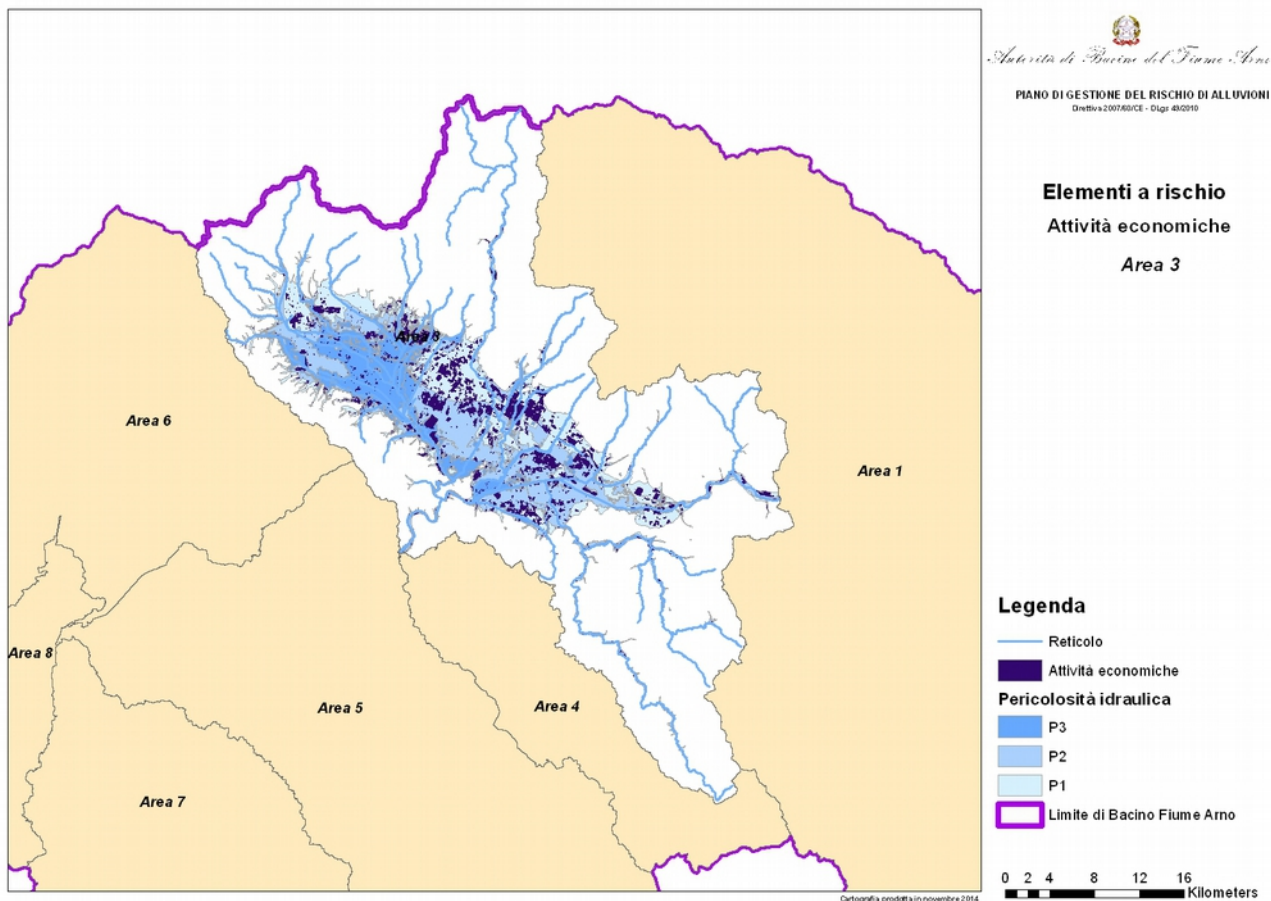 Autorità di Bacino del Fiume Arno
PIANO DI GESTIONE DEL RISCHIO DI ALLUVIONI
Direttiva 2007/60/CE - DLgs 49/2010
Elementi a rischio
Attività economiche
Area 3
Area 3
Area 6
Area 1
Area 8
Area 5
Area 4
Area 7
Legenda
Reticolo
Attività economiche
Pericolosità idraulica
P3
P2
P1
Limite di Bacino Fiume Arno
0 2 4 8 12 16
Kilometers
Cartografia prodotta in novembre 2014